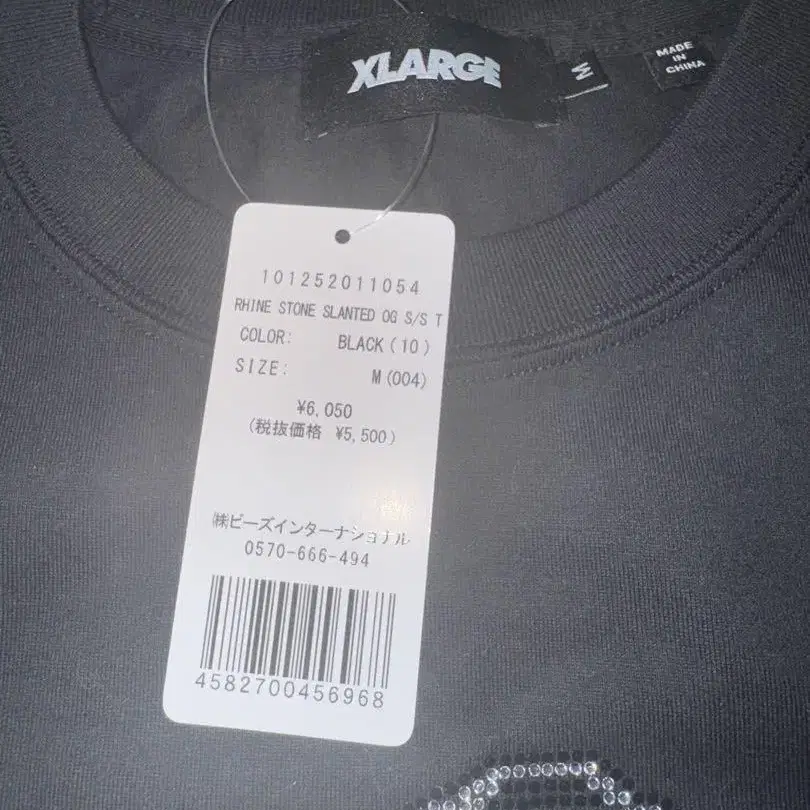 XLARGE
M
MADE
IN
CHINA
101252011054
RHINE STONE SLANTED OG S/S T
COLOR: BLACK(10)
SIZE: M(004)
¥6,050
(税抜価格 ¥5,500)
㈱ビーズインターナショナル
0570-666-494
4582700456968